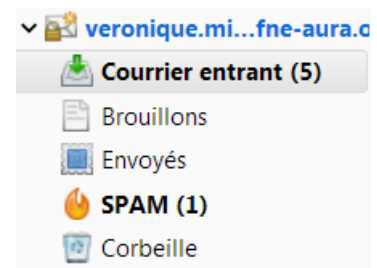 veronique.mi...fne-aura.o
Courrier entrant (5)
Brouillons
Envoyés
SPAM (1)
Corbeille